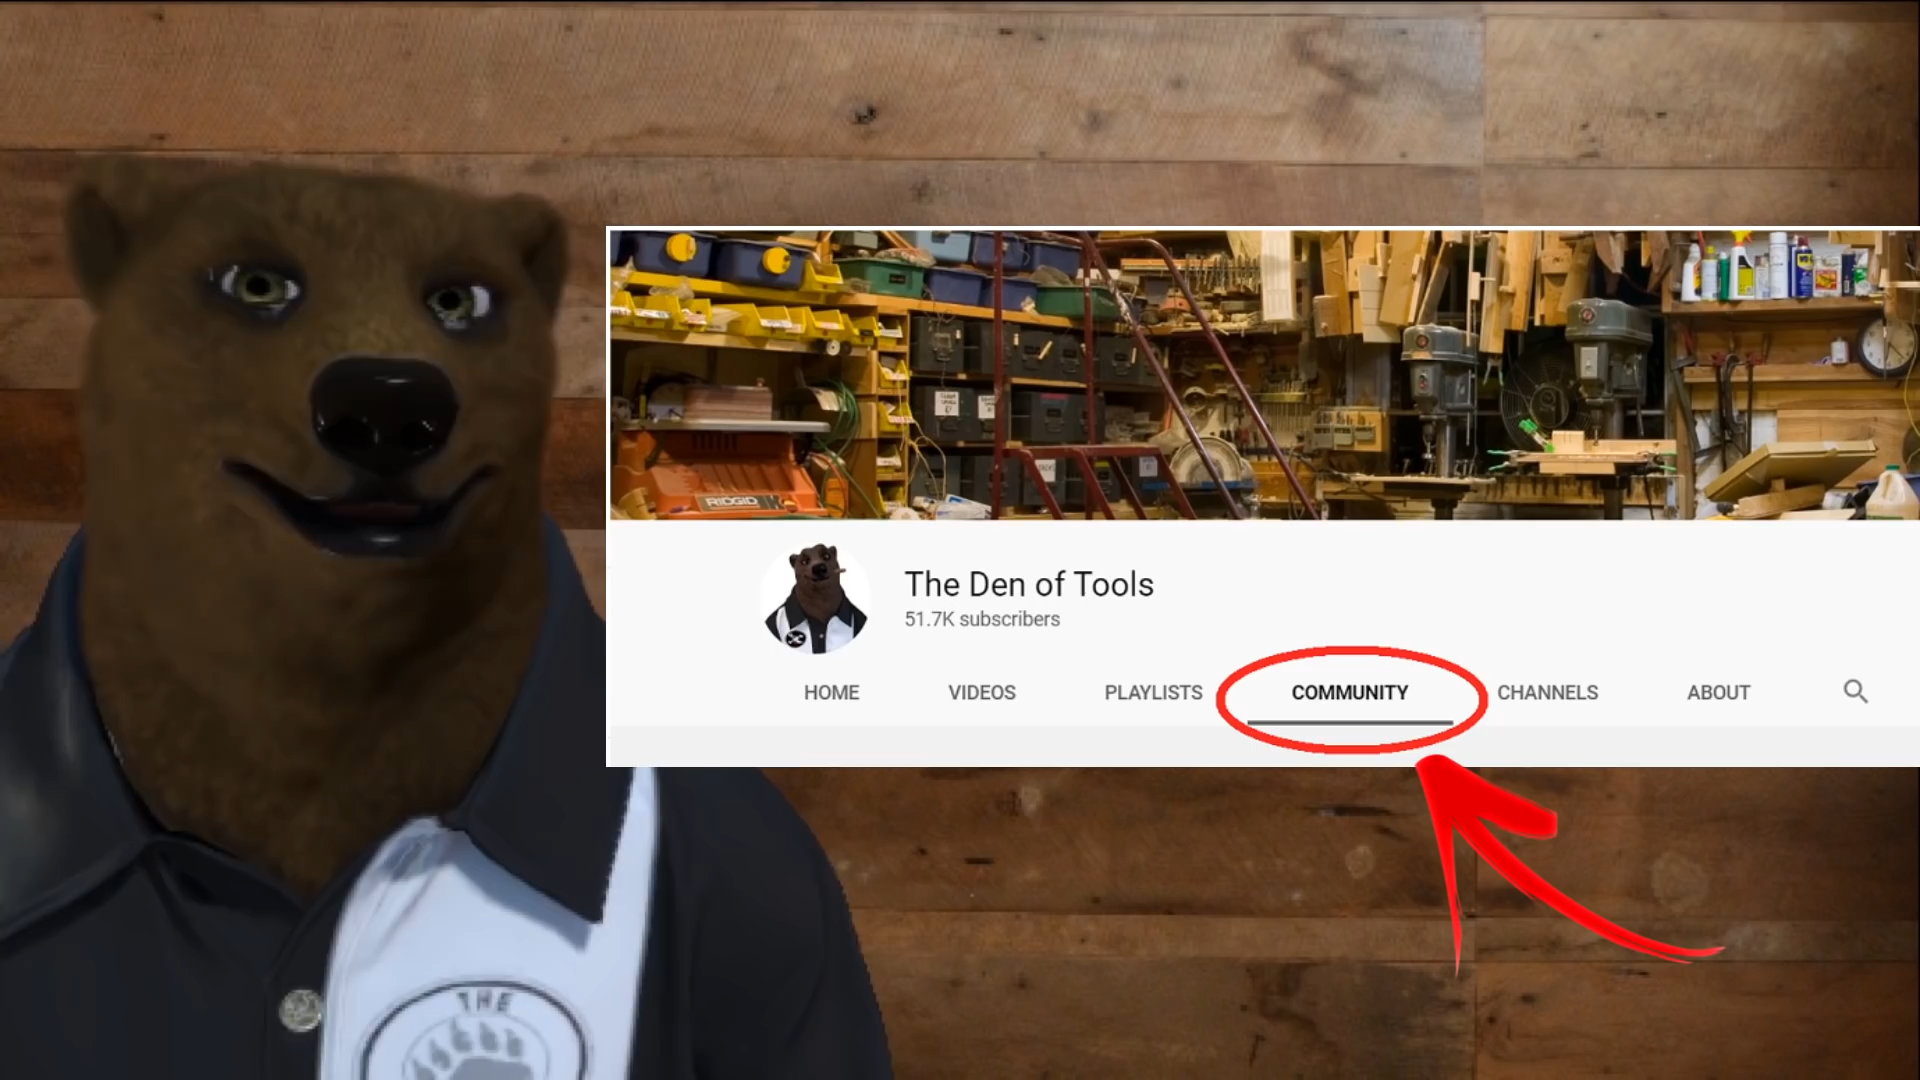 RIDGID
The Den of Tools
51.7K subscribers
HOME VIDEOS PLAYLISTS COMMUNITY CHANNELS ABOUT
THE